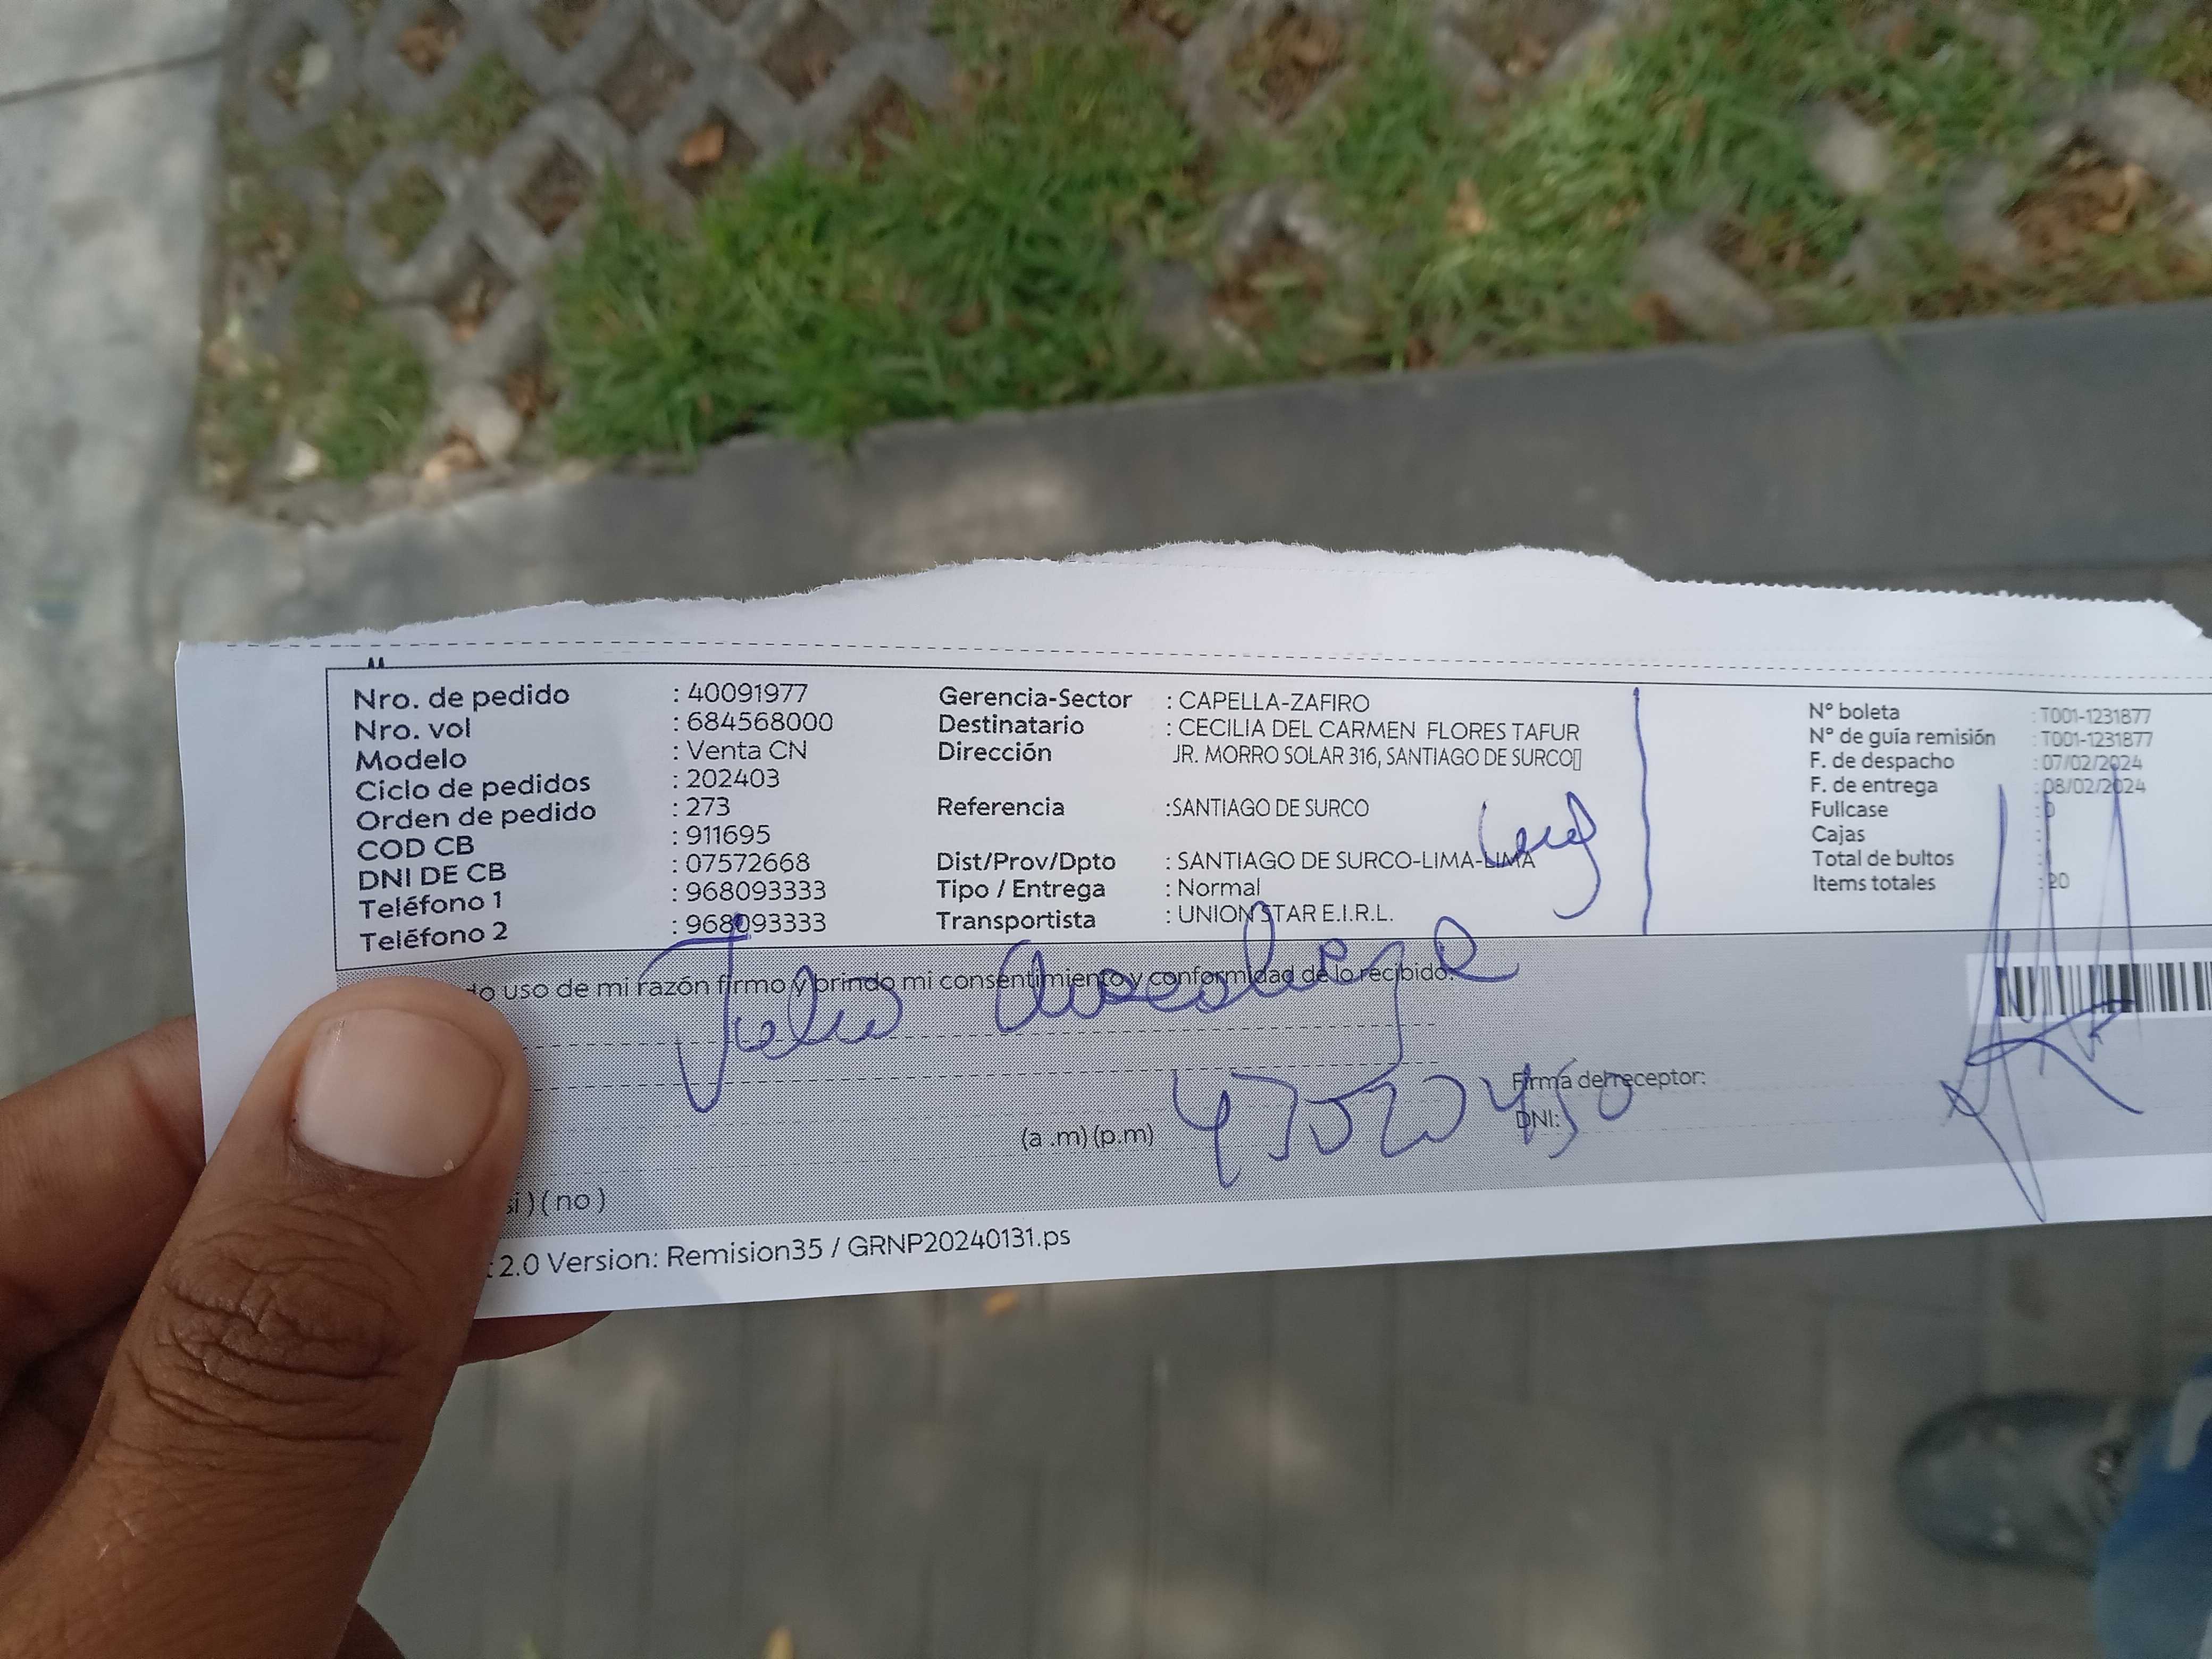 Nro. de pedido : 40091977
Nro. vol : 684568000
Modelo : Venta CN
Ciclo de pedidos : 202403
Orden de pedido : 273
COD CB : 911695
DNI DE CB : 07572668
Teléfono 1 : 968093333
Teléfono 2 : 968093333
Gerencia-Sector : CAPELLA-ZAFIRO
Destinatario : CECILIA DEL CARMEN FLORES TAFUR
Dirección JR. MORRO SOLAR 316, SANTIAGO DE SURCO
Referencia :SANTIAGO DE SURCO
Dist/Prov/Dpto : SANTIAGO DE SURCO-LIMA-LIMA
Tipo / Entrega : Normal
Transportista : UNION STAR E.I.R.L.
N° boleta : T001-1231877
N° de guía remisión : T001-1231877
F. de despacho : 07/02/2024
F. de entrega : 08/02/2024
Fullcase : 0
Cajas :
Total de bultos :
Items totales : 20
uso de mi razón firmo y brindo mi consentimiento y conformidad de lo recibido.
Julio
Firma del receptor:
DNI:
(a .m) (p.m)
si ) ( no )
2.0 Version: Remision35 / GRNP20240131.ps